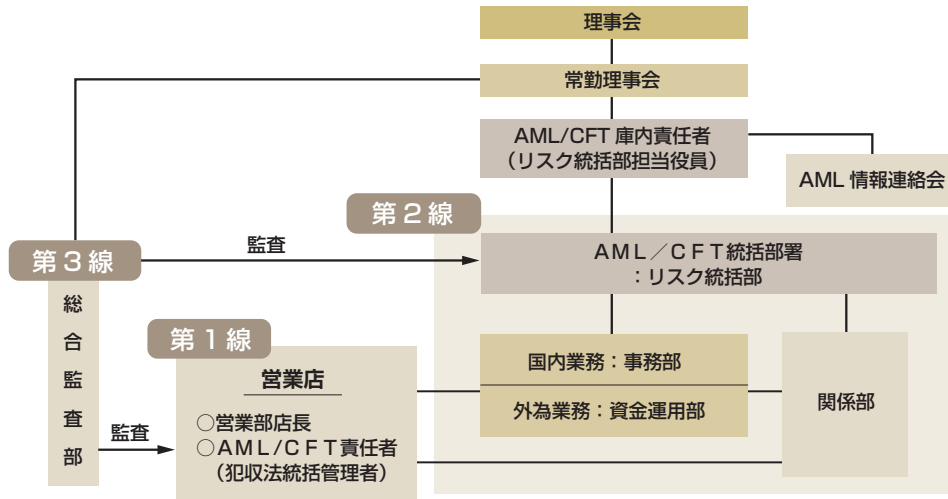 理事会
常勤理事会
AML/CFT 庫内責任者
（リスク統括部担当役員）
AML 情報連絡会
第２線
第３線
監査
ＡＭＬ／ＣＦＴ統括部署
：リスク統括部
総合監査部
第１線
営業店
○営業部店長
○ＡＭＬ/ＣＦＴ責任者
（犯収法統括管理者）
監査
国内業務：事務部
外為業務：資金運用部
関係部